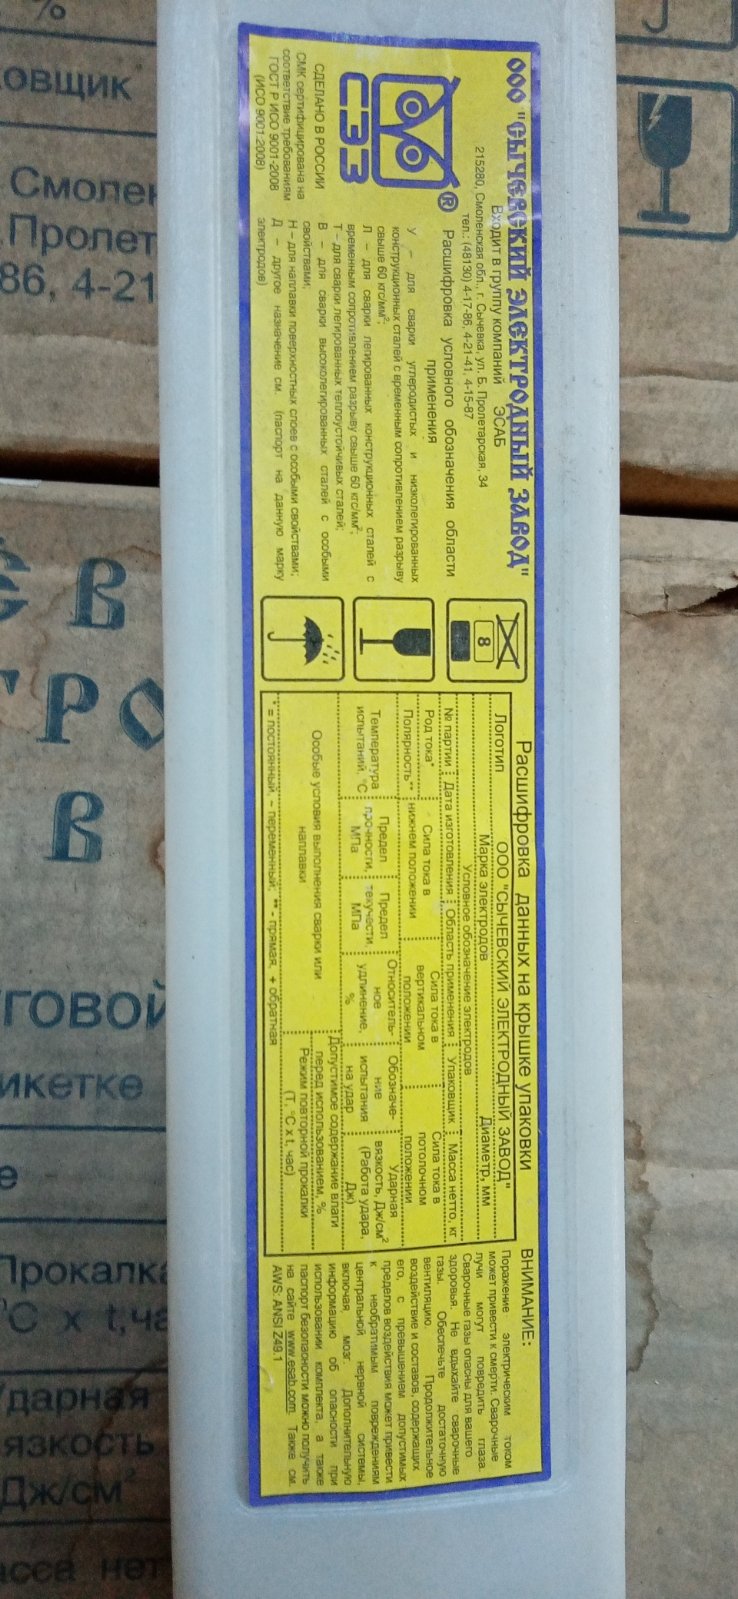 ООО "СЫЧЕВСКИЙ ЭЛЕКТРОДНЫЙ ЗАВОД"
Входит в группу компаний ЭСАБ
215280, Смоленская обл., г. Сычевка, ул. Б. Пролетарская, 34
тел.: (48130) 4-17-86, 4-21-41, 4-15-87
®
СЭЗ
СДЕЛАНО В РОССИИ
СМК сертифицирована на
соответствие требованиям
ГОСТ Р ИСО 9001-2008
(ИСО 9001:2008)
Расшифровка условного обозначения области
применения
У – для сварки углеродистых и низколегированных
конструкционных сталей с временным сопротивлением разрыву
свыше 60 кгс/мм²;
Л – для сварки легированных конструкционных сталей с
временным сопротивлением разрыву свыше 60 кгс/мм²;
Т – для сварки легированных теплоустойчивых сталей;
В – для сварки высоколегированных сталей с особыми
свойствами;
Н – для наплавки поверхностных слоев с особыми свойствами;
Д – другое назначение см. (паспорт на данную марку
электродов)
8
Расшифровка данных на крышке упаковки
Логотип ООО "СЫЧЕВСКИЙ ЭЛЕКТРОДНЫЙ ЗАВОД"
Марка электродов Диаметр, мм
Условное обозначение электродов
№ партии Дата изготовления Область применения Упаковщик Масса нетто, кг
Род тока* Сила тока в Сила тока в Сила тока в
Полярность** нижнем положении вертикальном положении потолочном положении
Температура испытаний, °С
Предел прочности, МПа
Предел текучести, МПа
Относитель-
ное
удлинение,
%
Обозначе-
ние
испытания
на удар
Ударная
вязкость, Дж/см²
(Работа удара,
Дж)
Особые условия выполнения сварки или
наплавки
Допустимое содержание влаги
перед использованием, %
Режим повторной прокалки
(Т, °С х t, час)
* = постоянный, ~ переменный; ** - прямая, + обратная
ВНИМАНИЕ:
Поражение электрическим током
может привести к смерти. Сварочные
лучи могут повредить глаза.
Сварочные газы опасны для вашего
здоровья. Не вдыхайте сварочные
газы. Обеспечьте достаточную
вентиляцию. Продолжительное
воздействие и составов, содержащих
его, с превышением допустимых
пределов воздействия может привести
к необратимым повреждениям
центральной нервной системы,
включая, мозг. Дополнительную
информацию об опасности при
использовании комплекта, а также
паспорт безопасности можно получить
на сайте www.esab.com. Также см.
AWS: ANSI Z49.1
%
овщик
Смолен
Пролет
86, 4-21
В
ТРО
В
говой
икетке
е
Прокалка
°С х t,ча
Ударная
язкость
Дж/см²
асса нет